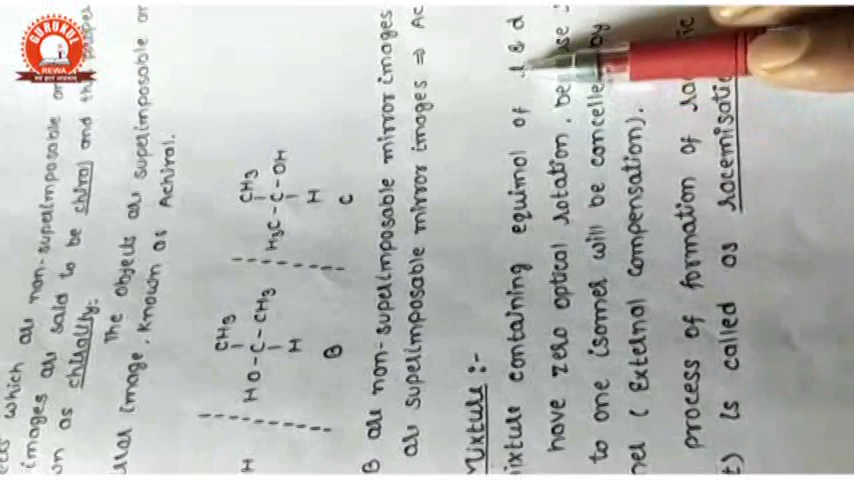 GURUKUL
REWA
which are non-superimposable or
images are said to be chiral and the
as chirality.
The objects are superimposable or
image, known as Achiral.
H
CH3
HO-C-CH3
H
B
CH3
H3C-C-OH
H
C
B are non-superimposable mirror images
are superimposable mirror images ⇒ Ac
Mixture :-
containing equimol of l & d
have zero optical rotation,
to one isomer will be cancelled by
(External compensation).
process of formation of
is called as racemisation